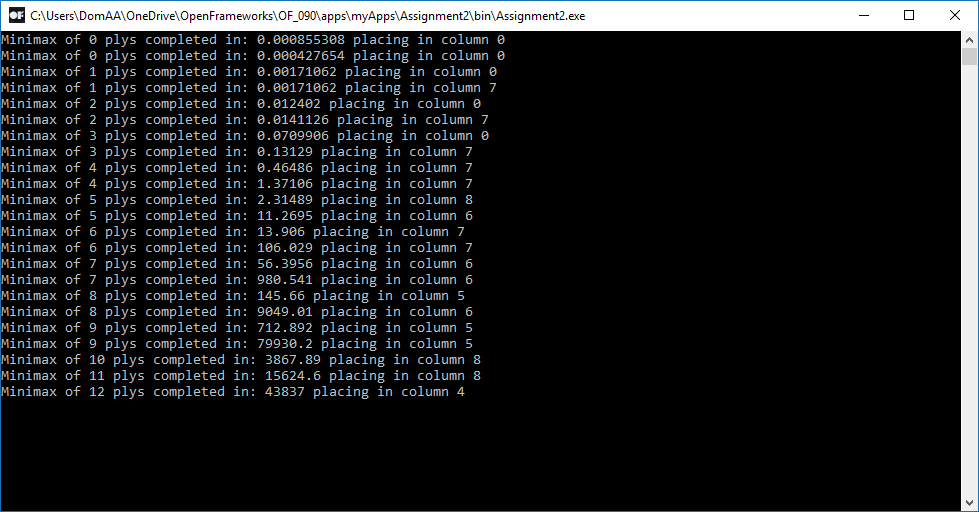 OF C:\Users\DomAA\OneDrive\OpenFrameworks\OF_090\apps\myApps\Assignment2\bin\Assignment2.exe
Minimax of 0 plys completed in: 0.000855308 placing in column 0
Minimax of 0 plys completed in: 0.000427654 placing in column 0
Minimax of 1 plys completed in: 0.00171062 placing in column 0
Minimax of 1 plys completed in: 0.00171062 placing in column 7
Minimax of 2 plys completed in: 0.012402 placing in column 0
Minimax of 2 plys completed in: 0.0141126 placing in column 7
Minimax of 3 plys completed in: 0.0709906 placing in column 0
Minimax of 3 plys completed in: 0.13129 placing in column 7
Minimax of 4 plys completed in: 0.46486 placing in column 7
Minimax of 4 plys completed in: 1.37106 placing in column 7
Minimax of 5 plys completed in: 2.31489 placing in column 8
Minimax of 5 plys completed in: 11.2695 placing in column 6
Minimax of 6 plys completed in: 13.906 placing in column 7
Minimax of 6 plys completed in: 106.029 placing in column 7
Minimax of 7 plys completed in: 56.3956 placing in column 6
Minimax of 7 plys completed in: 980.541 placing in column 6
Minimax of 8 plys completed in: 145.66 placing in column 5
Minimax of 8 plys completed in: 9049.01 placing in column 6
Minimax of 9 plys completed in: 712.892 placing in column 5
Minimax of 9 plys completed in: 79930.2 placing in column 5
Minimax of 10 plys completed in: 3867.89 placing in column 8
Minimax of 11 plys completed in: 15624.6 placing in column 8
Minimax of 12 plys completed in: 43837 placing in column 4